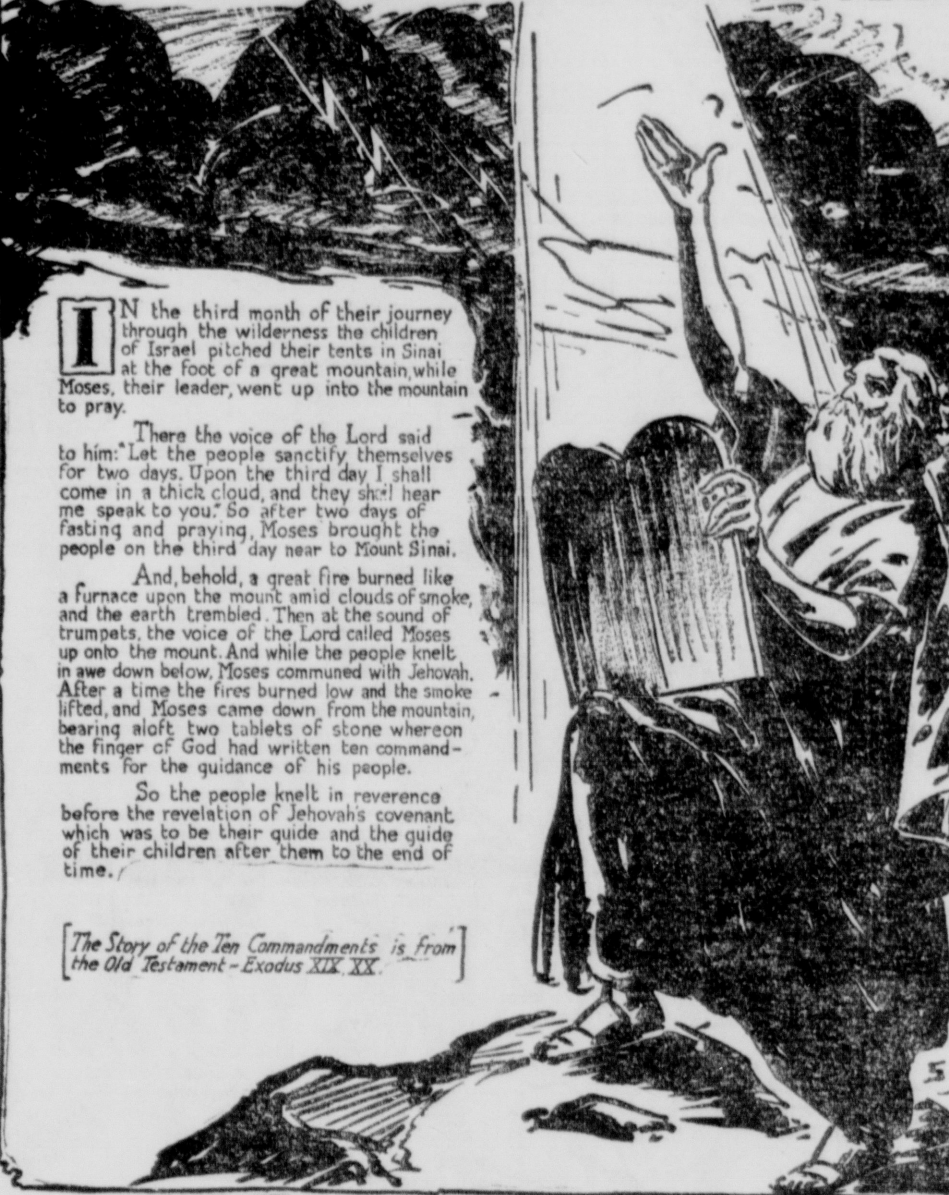 IN the third month of their journey
through the wilderness the children
of Israel pitched their tents in Sinai
at the foot of a great mountain, while
Moses, their leader, went up into the mountain
to pray.
There the voice of the Lord said
to him: "Let the people sanctify themselves
for two days. Upon the third day I shall
come in a thick cloud, and they shall hear
me speak to you." So after two days of
fasting and praying, Moses brought the
people on the third day near to Mount Sinai.
And, behold, a great fire burned like
a furnace upon the mount amid clouds of smoke,
and the earth trembled. Then at the sound of
trumpets, the voice of the Lord called Moses
up onto the mount. And while the people knelt
in awe down below, Moses communed with Jehovah.
After a time the fires burned low and the smoke
lifted, and Moses came down from the mountain,
bearing aloft two tablets of stone whereon
the finger of God had written ten command-
ments for the guidance of his people.
So the people knelt in reverence
before the revelation of Jehovah's covenant
which was to be their guide and the guide
of their children after them to the end of
time.
[The Story of the Ten Commandments is from
the Old Testament - Exodus XIX, XX.]